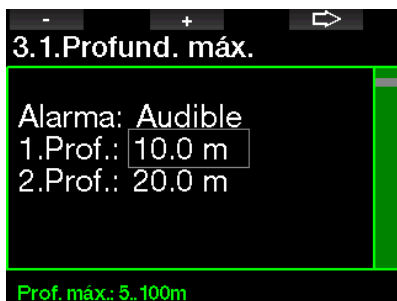 - +
3.1.Profund. máx.
Alarma: Audible
1.Prof.: 10.0 m
2.Prof.: 20.0 m
Prof. máx.: 5..100m